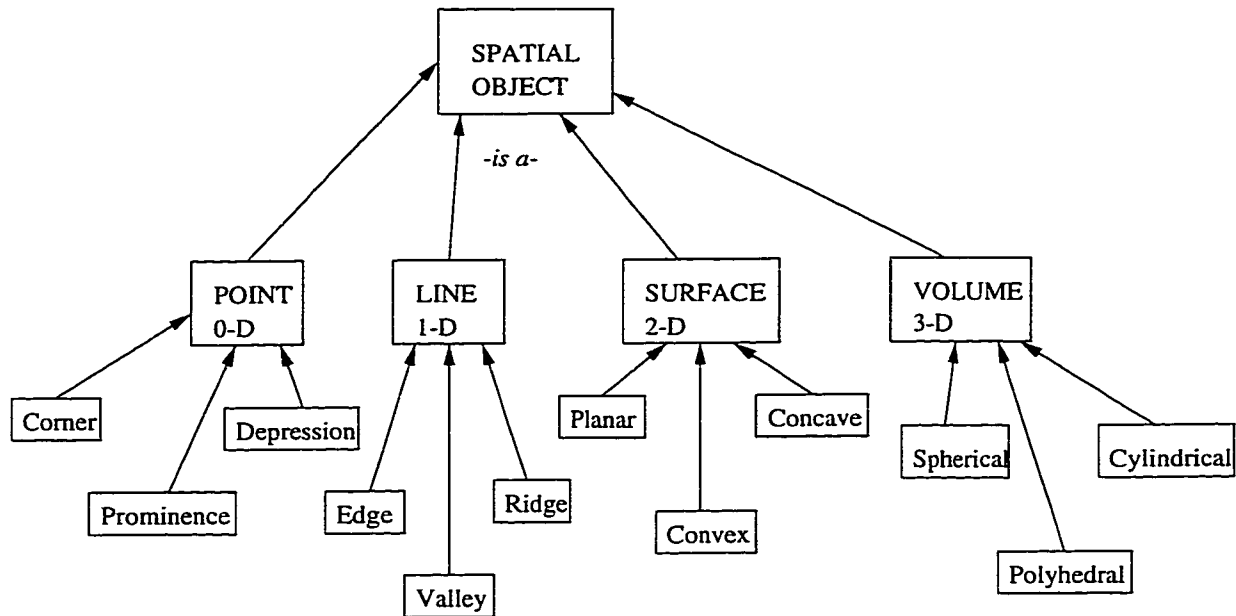 SPATIAL
OBJECT
-is a-
POINT
0-D
LINE
1-D
SURFACE
2-D
VOLUME
3-D
Corner
Prominence
Depression
Edge
Valley
Ridge
Planar
Convex
Concave
Spherical
Polyhedral
Cylindrical